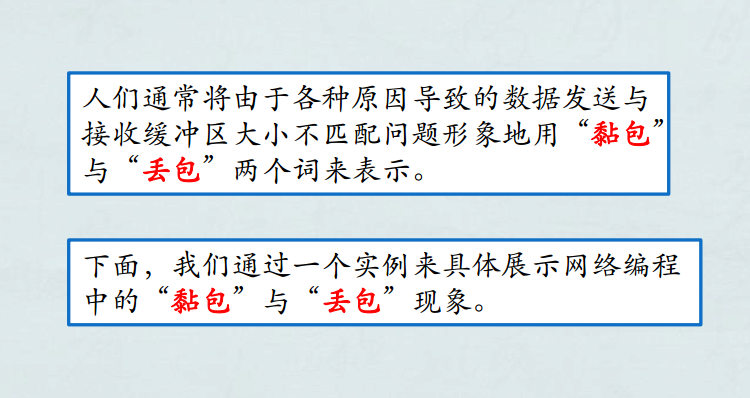 人们通常将由于各种原因导致的数据发送与
接收缓冲区大小不匹配问题形象地用“黏包”
与“丢包”两个词来表示。
下面，我们通过一个实例来具体展示网络编程
中的“黏包”与“丢包”现象。